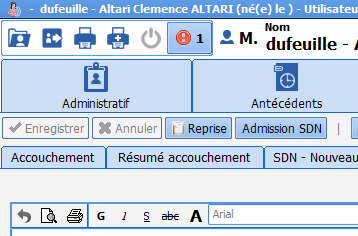 - dufeuille - Altari Clemence ALTARI (né(e) le ) - Utilisateu
1
M.
Nom
dufeuille - A
Administratif
Antécédents
Enregistrer
Annuler
Reprise
Admission SDN
Accouchement
Résumé accouchement
SDN - Nouveau
G
I
S
abc
A
Arial